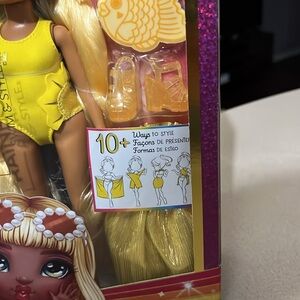 10+ Ways TO STYLE
Façons DE PRÉSENTER
Formas DE ESTILO